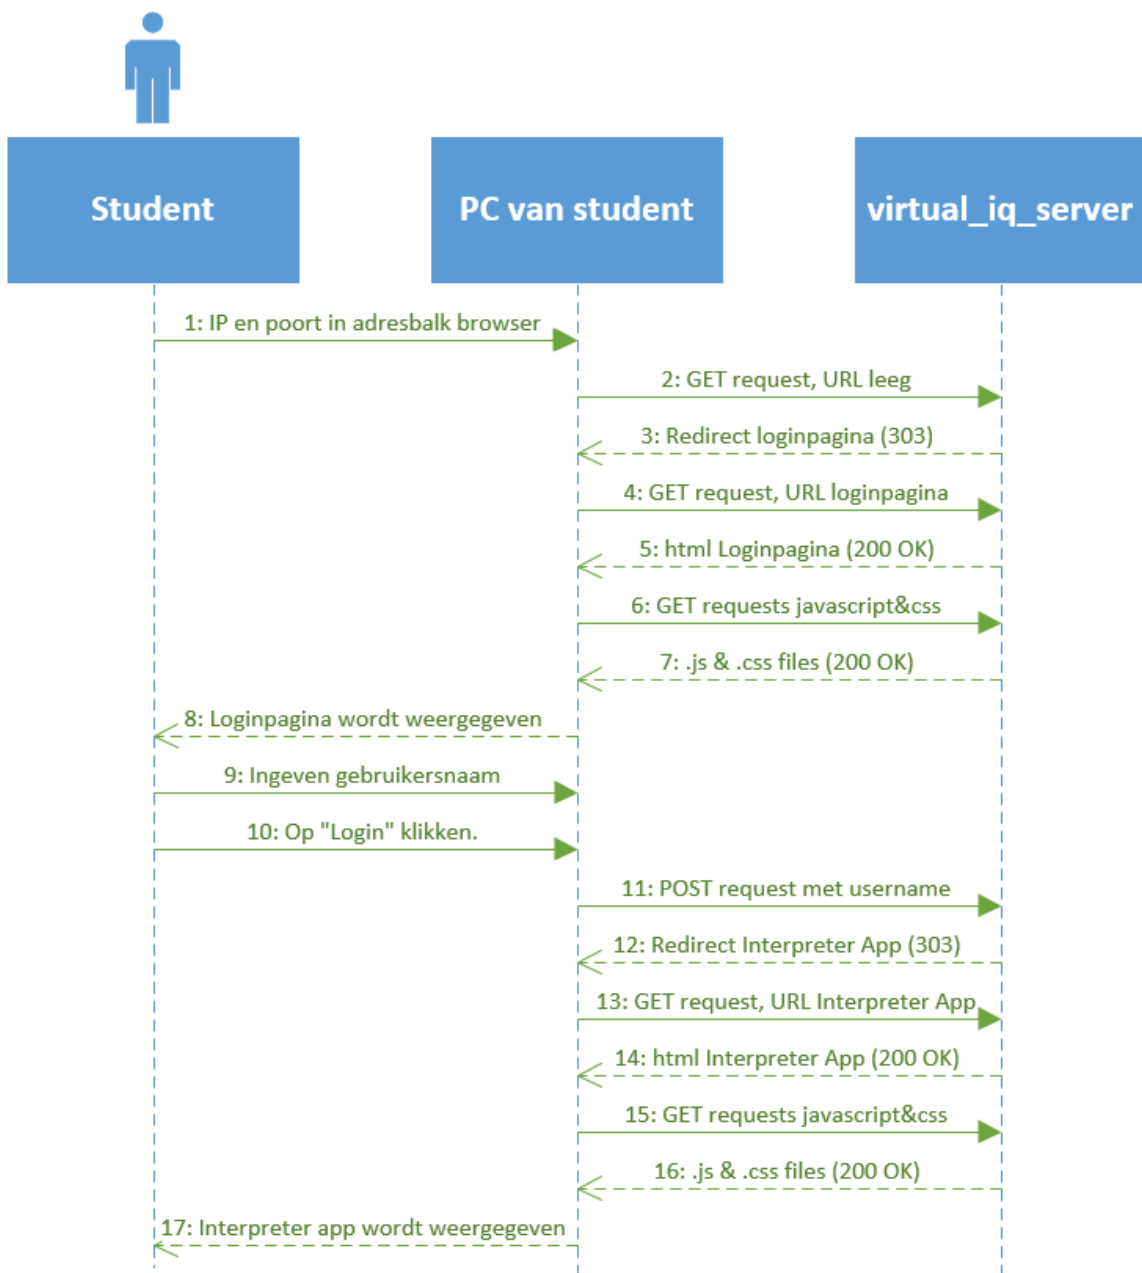 Student
PC van student
virtual_iq_server
1: IP en poort in adresbalk browser
2: GET request, URL leeg
3: Redirect loginpagina (303)
4: GET request, URL loginpagina
5: html Loginpagina (200 OK)
6: GET requests javascript&css
7: .js & .css files (200 OK)
8: Loginpagina wordt weergegeven
9: Ingeven gebruikersnaam
10: Op "Login" klikken.
11: POST request met username
12: Redirect Interpreter App (303)
13: GET request, URL Interpreter App
14: html Interpreter App (200 OK)
15: GET requests javascript&css
16: .js & .css files (200 OK)
17: Interpreter app wordt weergegeven